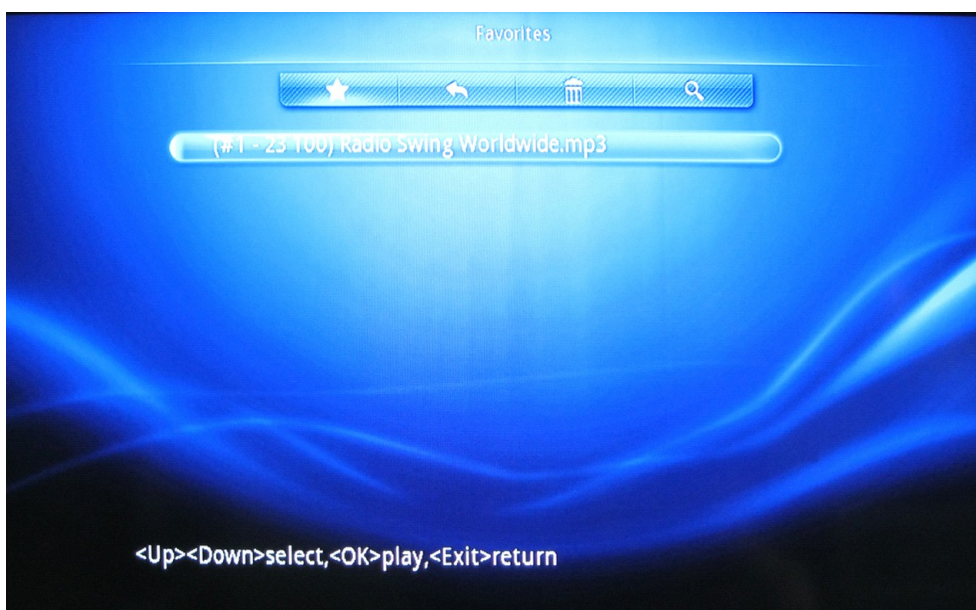 Favorites
(#1 - 23 100) Radio Swing Worldwide.mp3
<Up><Down>select,<OK>play,<Exit>return